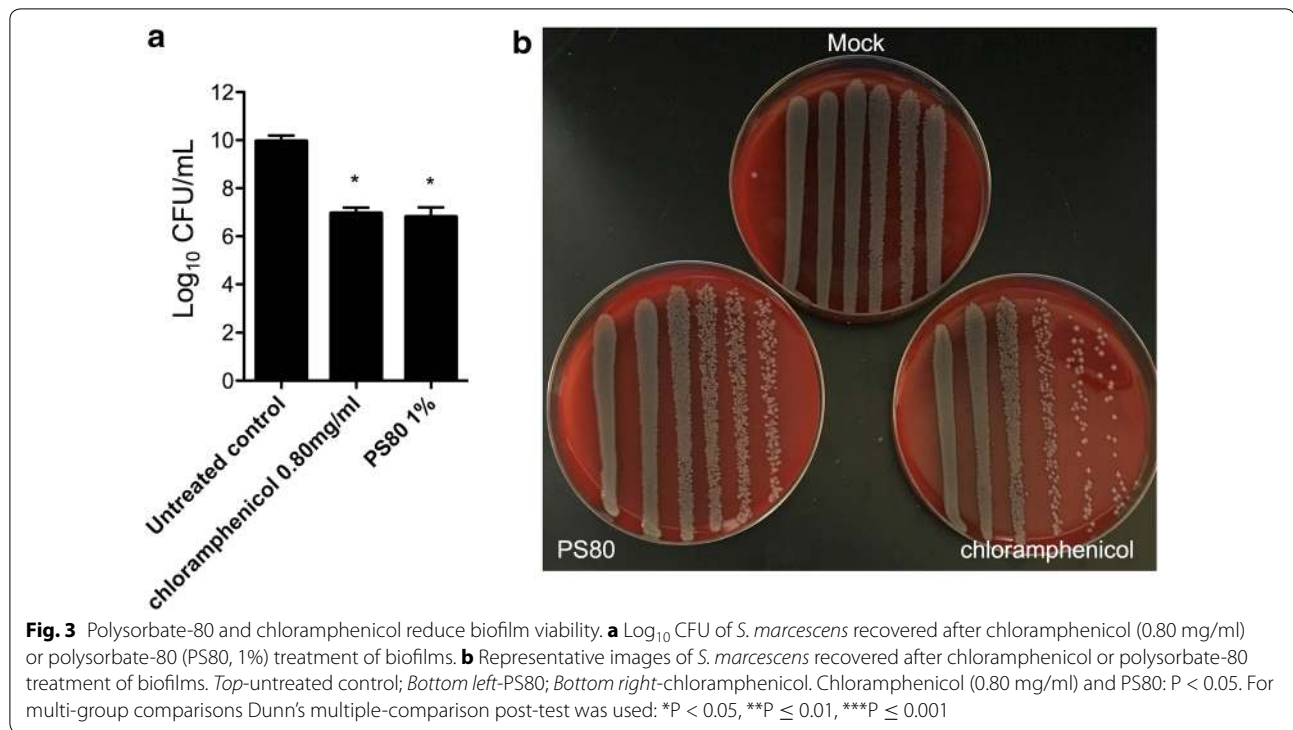 a
b
12
10
8
6
4
2
0
Log₁₀ CFU/mL
*
*
Untreated control
chloramphenicol 0.80mg/ml
PS80 1%
Mock
PS80
chloramphenicol
Fig. 3 Polysorbate-80 and chloramphenicol reduce biofilm viability. a Log₁₀ CFU of S. marcescens recovered after chloramphenicol (0.80 mg/ml)
or polysorbate-80 (PS80, 1%) treatment of biofilms. b Representative images of S. marcescens recovered after chloramphenicol or polysorbate-80
treatment of biofilms. Top-untreated control; Bottom left-PS80; Bottom right-chloramphenicol. Chloramphenicol (0.80 mg/ml) and PS80: P < 0.05. For
multi-group comparisons Dunn's multiple-comparison post-test was used: *P < 0.05, **P ≤ 0.01, ***P ≤ 0.001